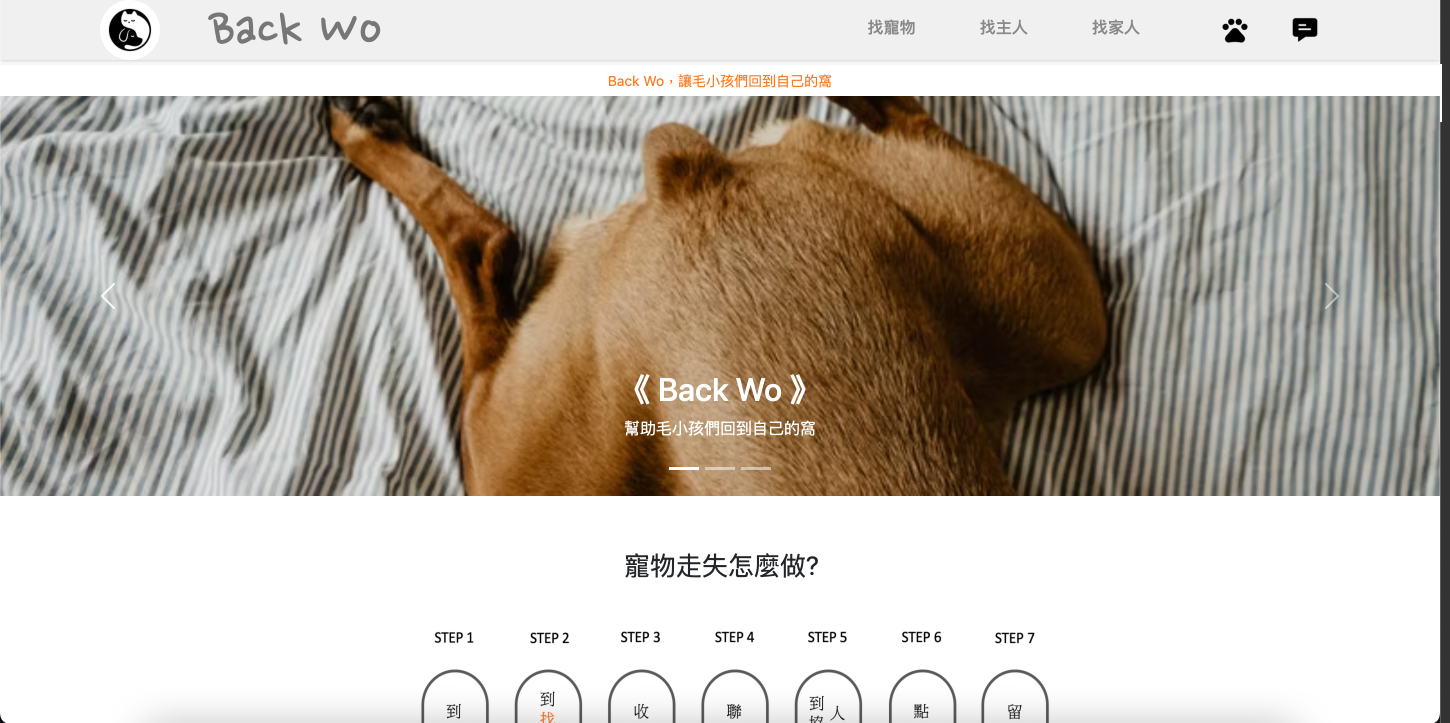 Back Wo
找寵物
找主人
找家人
Back Wo，讓毛小孩們回到自己的窩
《 Back Wo 》
幫助毛小孩們回到自己的窩
寵物走失怎麼做?
STEP 1
STEP 2
STEP 3
STEP 4
STEP 5
STEP 6
STEP 7
到
到
找
收
聯
到
人
點
留